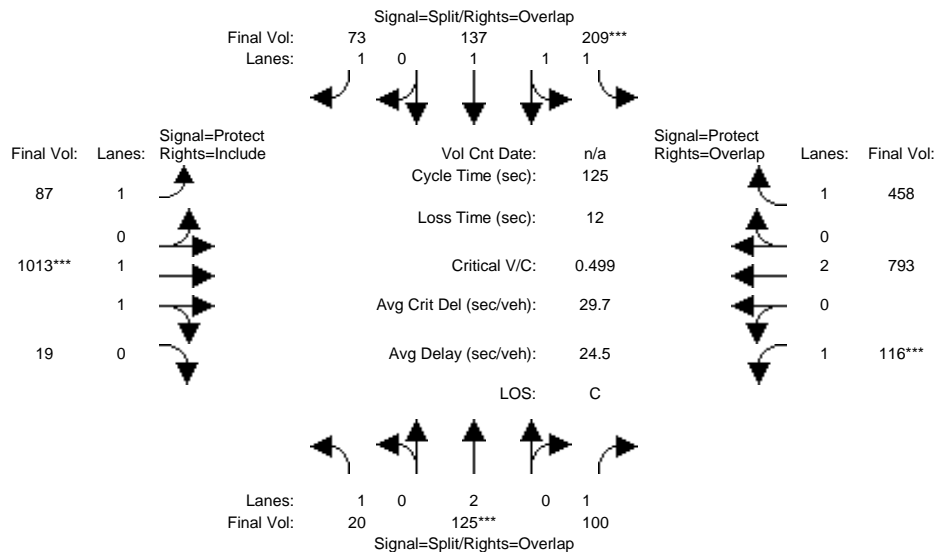 Signal=Split/Rights=Overlap
Final Vol: 73 137 209***
Lanes: 1 0 1 1 1
Signal=Protect Signal=Protect
Final Vol: Lanes: Rights=Include Vol Cnt Date: n/a Rights=Overlap Lanes: Final Vol:
Cycle Time (sec): 125
87 1 1 458
Loss Time (sec): 12
0 0
1013*** 1 Critical V/C: 0.499 2 793
1 Avg Crit Del (sec/veh): 29.7 0
19 0 Avg Delay (sec/veh): 24.5 1 116***
LOS: C
Lanes: 1 0 2 0 1
Final Vol: 20 125*** 100
Signal=Split/Rights=Overlap